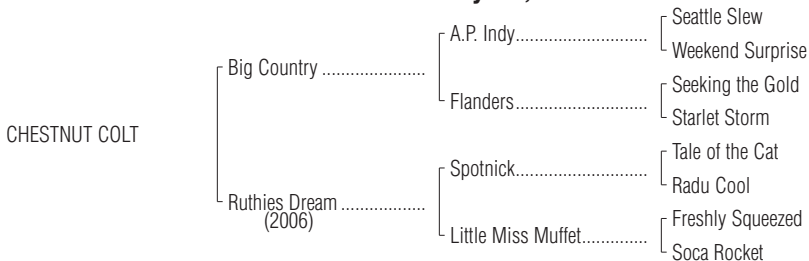 Seattle Slew
A.P. Indy
Weekend Surprise
Big Country
Seeking the Gold
Flanders
Starlet Storm
CHESTNUT COLT
Tale of the Cat
Spotnick
Radu Cool
Ruthies Dream
(2006)
Freshly Squeezed
Little Miss Muffet
Soca Rocket